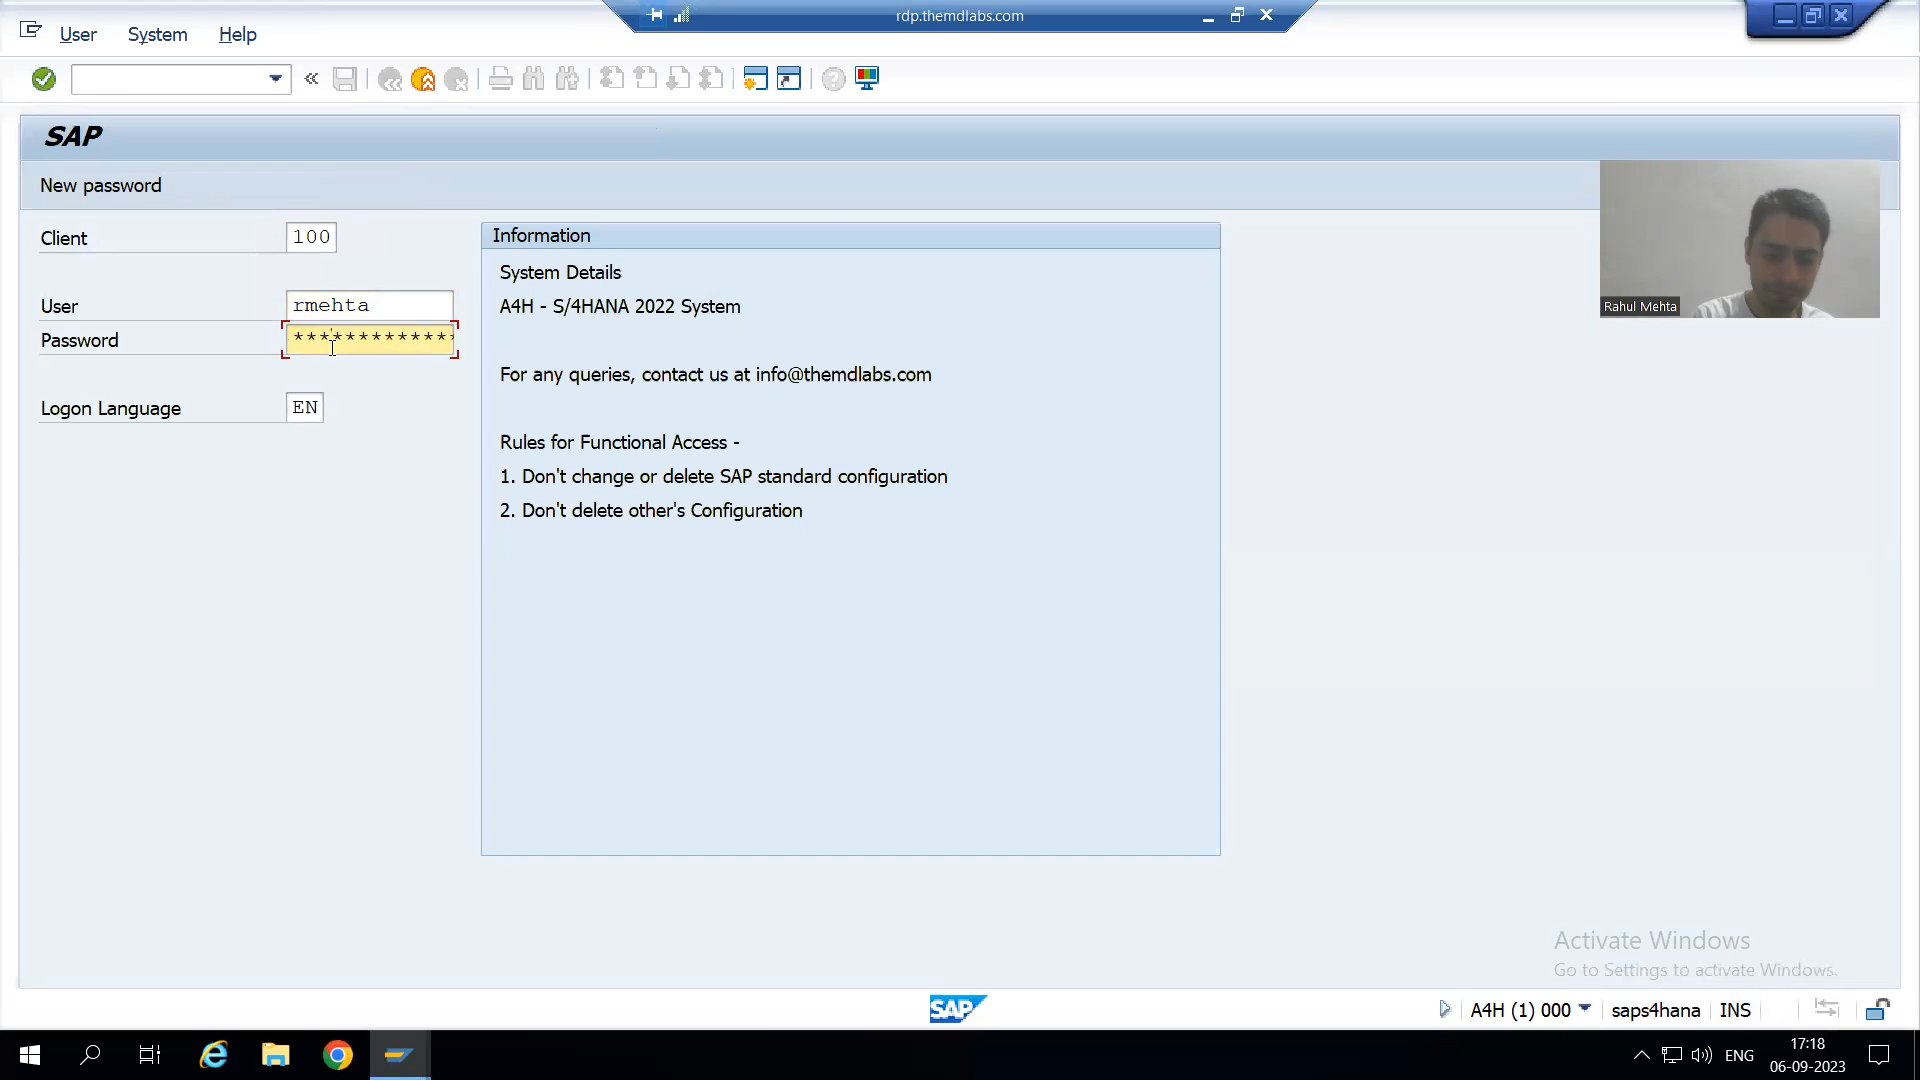 rdp.themdlabs.com
User System Help
SAP
New password
Client 100
User rmehta
Password *************
Logon Language EN
Information
System Details
A4H - S/4HANA 2022 System
For any queries, contact us at info@themdlabs.com
Rules for Functional Access -
1. Don't change or delete SAP standard configuration
2. Don't delete other's Configuration
Rahul Mehta
Activate Windows
Go to Settings to activate Windows.
SAP
A4H (1) 000 saps4hana INS
ENG
17:18
06-09-2023